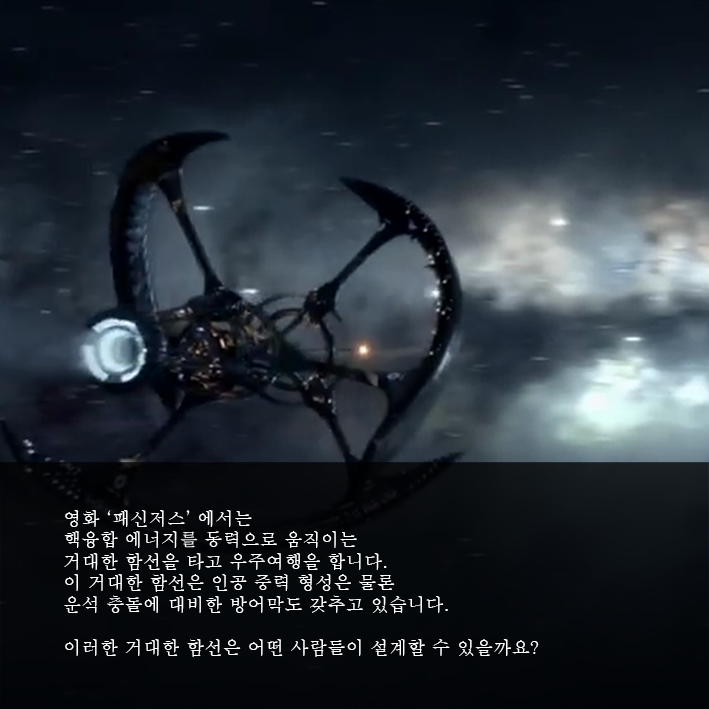 영화 ‘패신저스’ 에서는
핵융합 에너지를 동력으로 움직이는
거대한 함선을 타고 우주여행을 합니다.
이 거대한 함선은 인공 중력 형성은 물론
운석 충돌에 대비한 방어막도 갖추고 있습니다.
이러한 거대한 함선은 어떤 사람들이 설계할 수 있을까요?